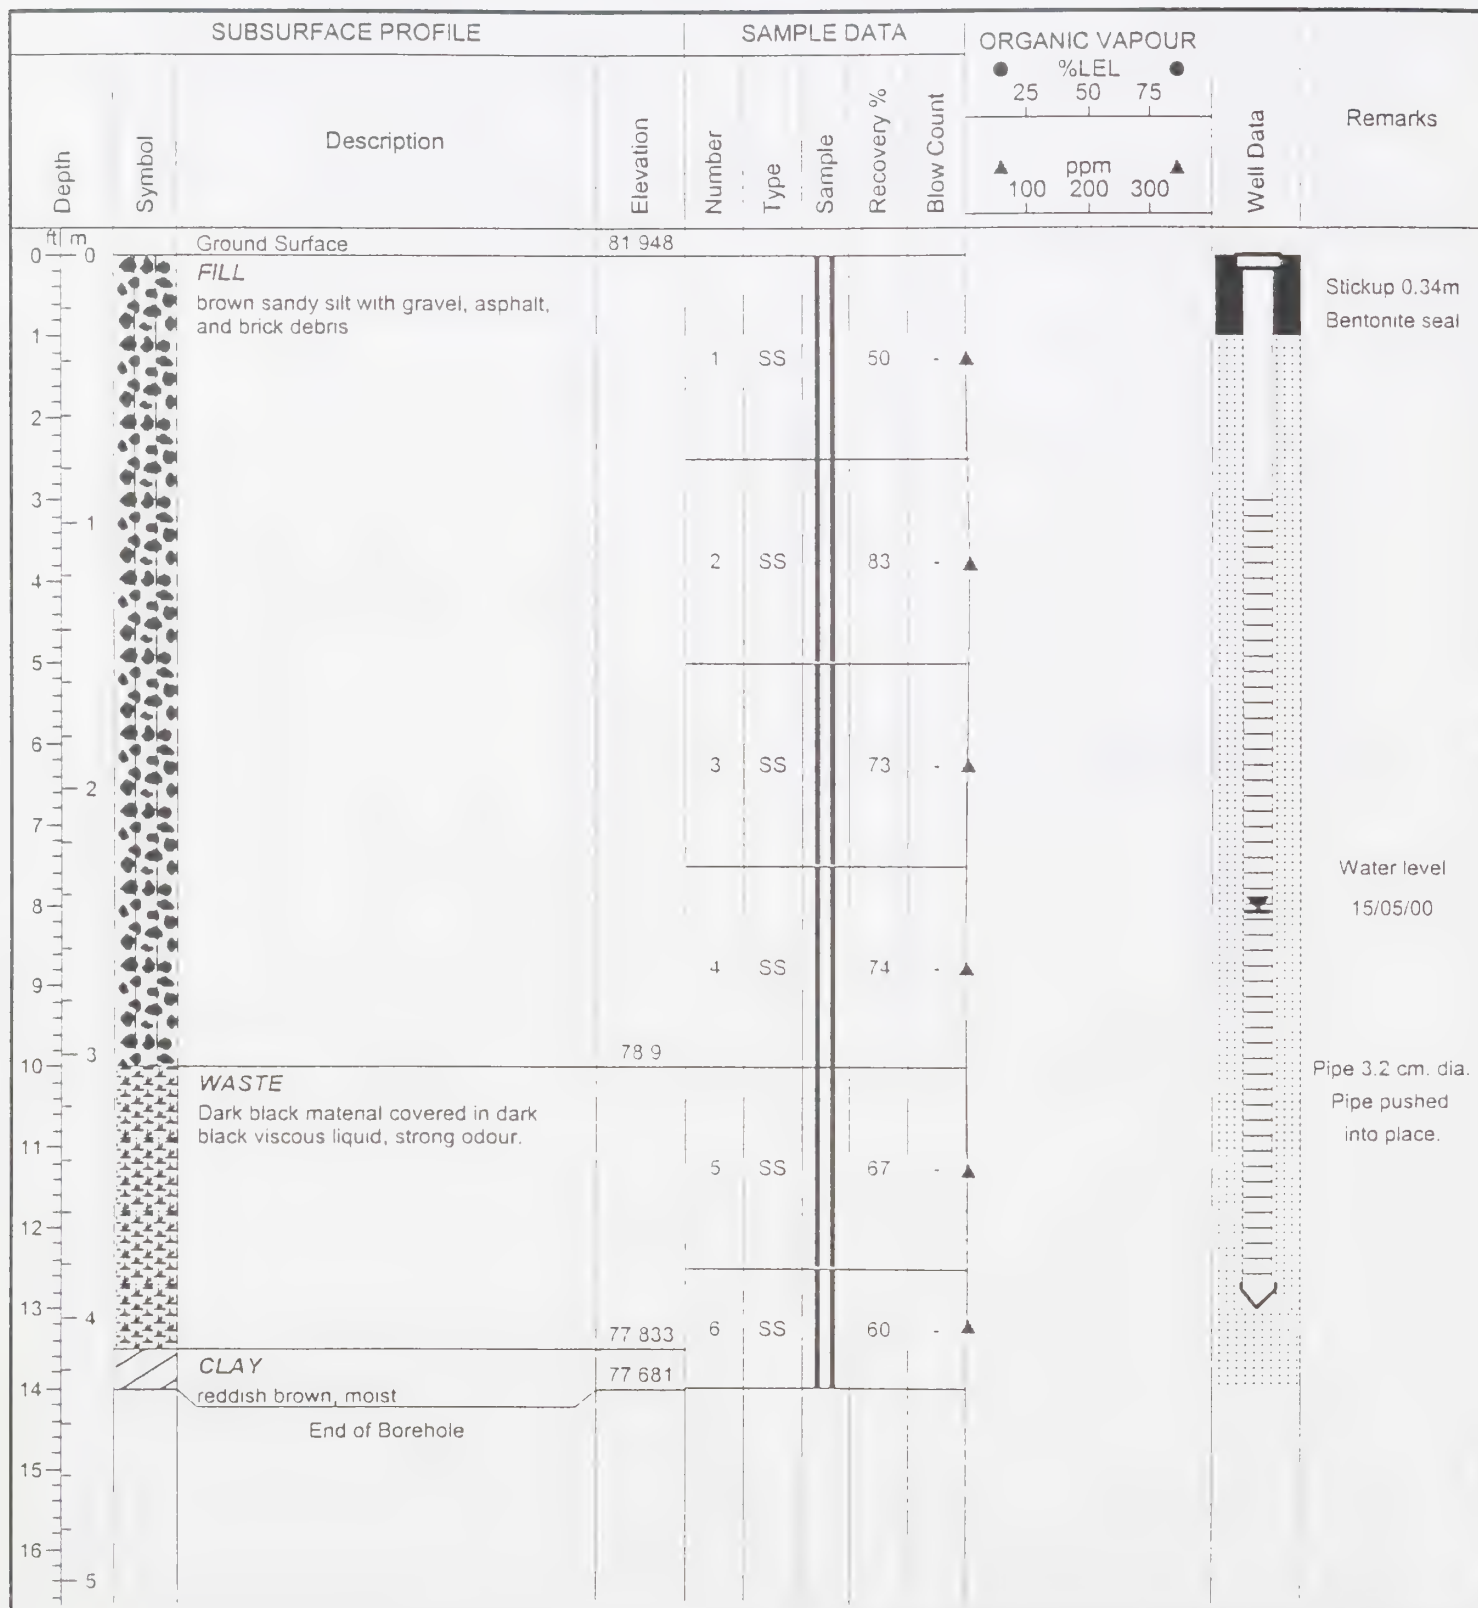 SUBSURFACE PROFILE
SAMPLE DATA
ORGANIC VAPOUR
%LEL
25 50 75
ppm
100 200 300
Depth
Symbol
Description
Elevation
Number
Type
Sample
Recovery %
Blow Count
Well Data
Remarks
ft m
0 0
Ground Surface
81 948
FILL
brown sandy silt with gravel, asphalt,
and brick debris
Stickup 0.34m
Bentonite seal
1
1 SS 50 -
2
3
1
2 SS 83 -
4
5
6
3 SS 73 -
2
7
Water level
8
15/05/00
4 SS 74 -
9
3
78 9
10
WASTE
Dark black material covered in dark
black viscous liquid, strong odour.
Pipe 3.2 cm. dia.
Pipe pushed
into place.
11
5 SS 67 -
12
13
4
77 833
6 SS 60 -
CLAY
77 681
14
reddish brown, moist
End of Borehole
15
16
5